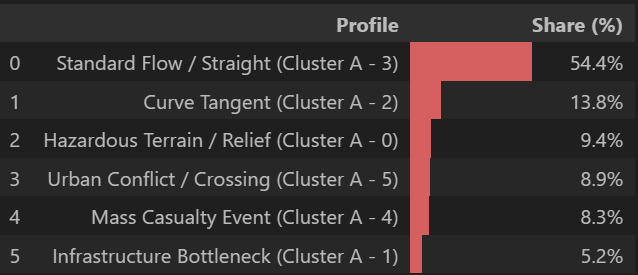 Profile Share (%)
0 Standard Flow / Straight (Cluster A - 3) 54.4%
1 Curve Tangent (Cluster A - 2) 13.8%
2 Hazardous Terrain / Relief (Cluster A - 0) 9.4%
3 Urban Conflict / Crossing (Cluster A - 5) 8.9%
4 Mass Casualty Event (Cluster A - 4) 8.3%
5 Infrastructure Bottleneck (Cluster A - 1) 5.2%